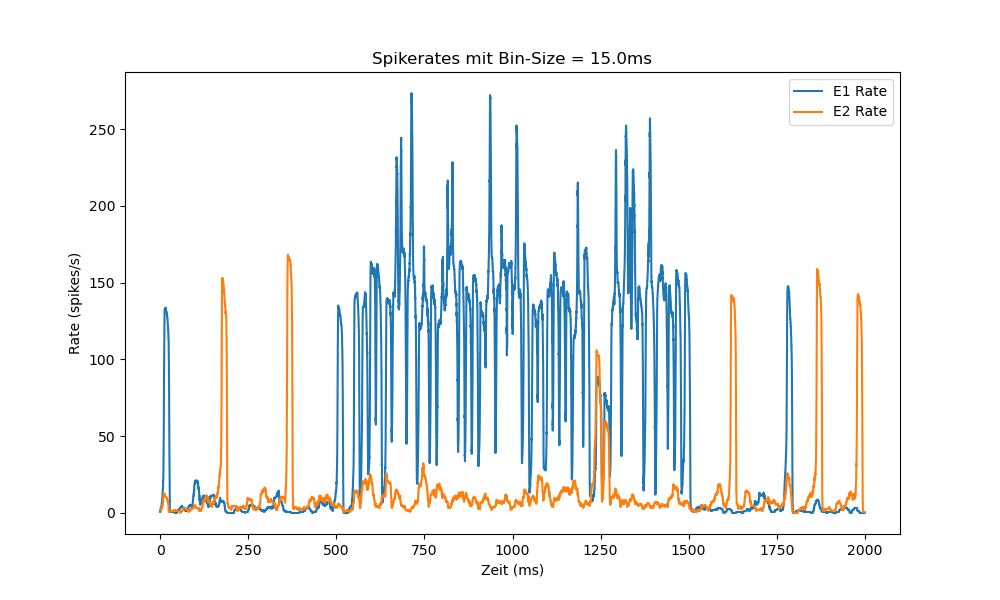 Spikerates mit Bin-Size = 15.0ms
E1 Rate
E2 Rate
250
200
150
100
50
0
Rate (spikes/s)
0 250 500 750 1000 1250 1500 1750 2000
Zeit (ms)